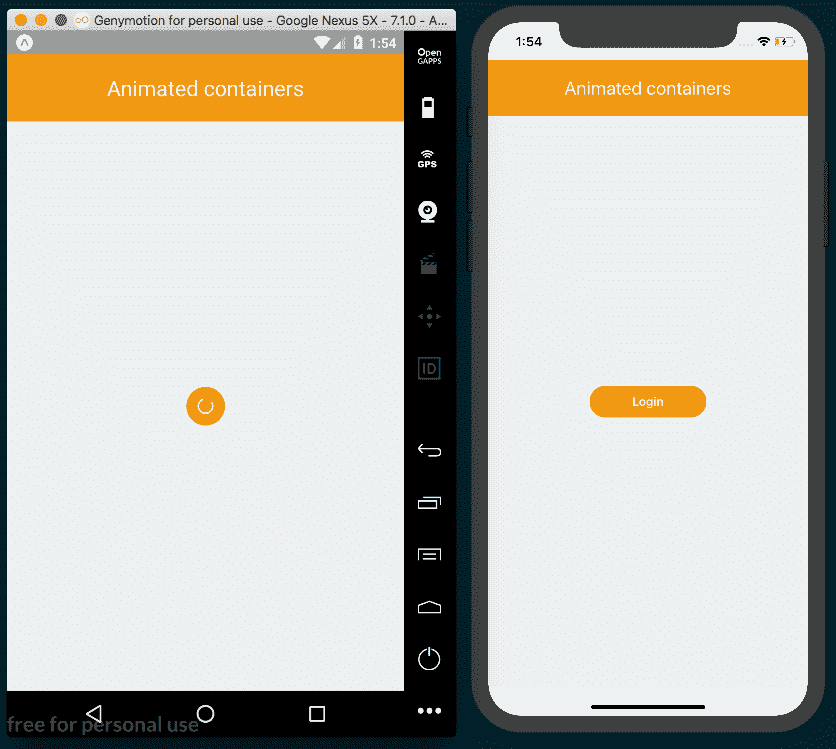 Genymotion for personal use - Google Nexus 5X - 7.1.0 - A...
1:54
Animated containers
Open
GAPPS
GPS
ID
free for personal use
1:54
Animated containers
Login